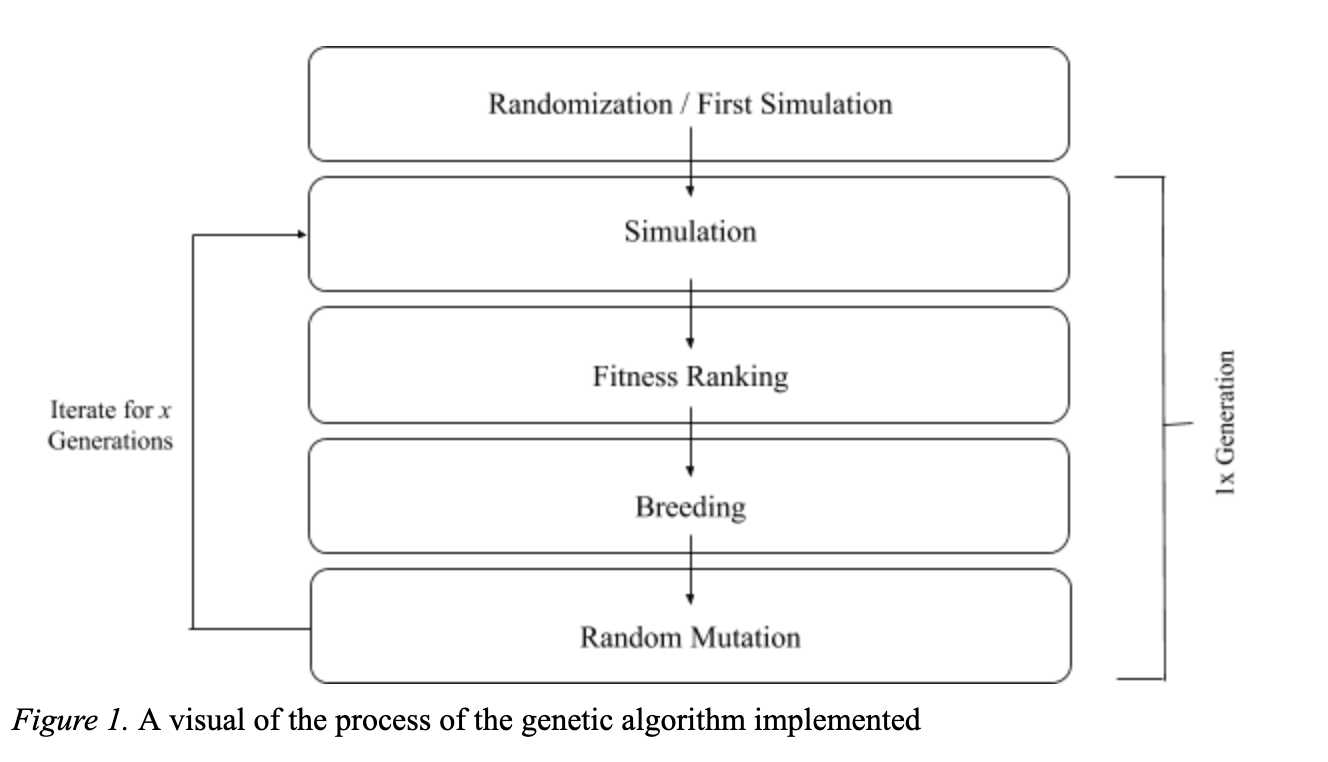 Randomization / First Simulation
Simulation
Fitness Ranking
Iterate for x
Generations
1x Generation
Breeding
Random Mutation
Figure 1. A visual of the process of the genetic algorithm implemented